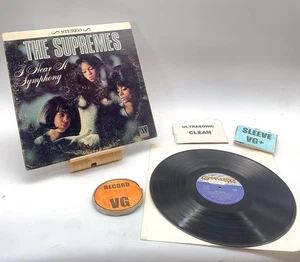 STEREO
THE SUPREMES
I Hear A
Symphony
ULTRASONIC
CLEAN
SLEEVE
VG+
RECORD
VG